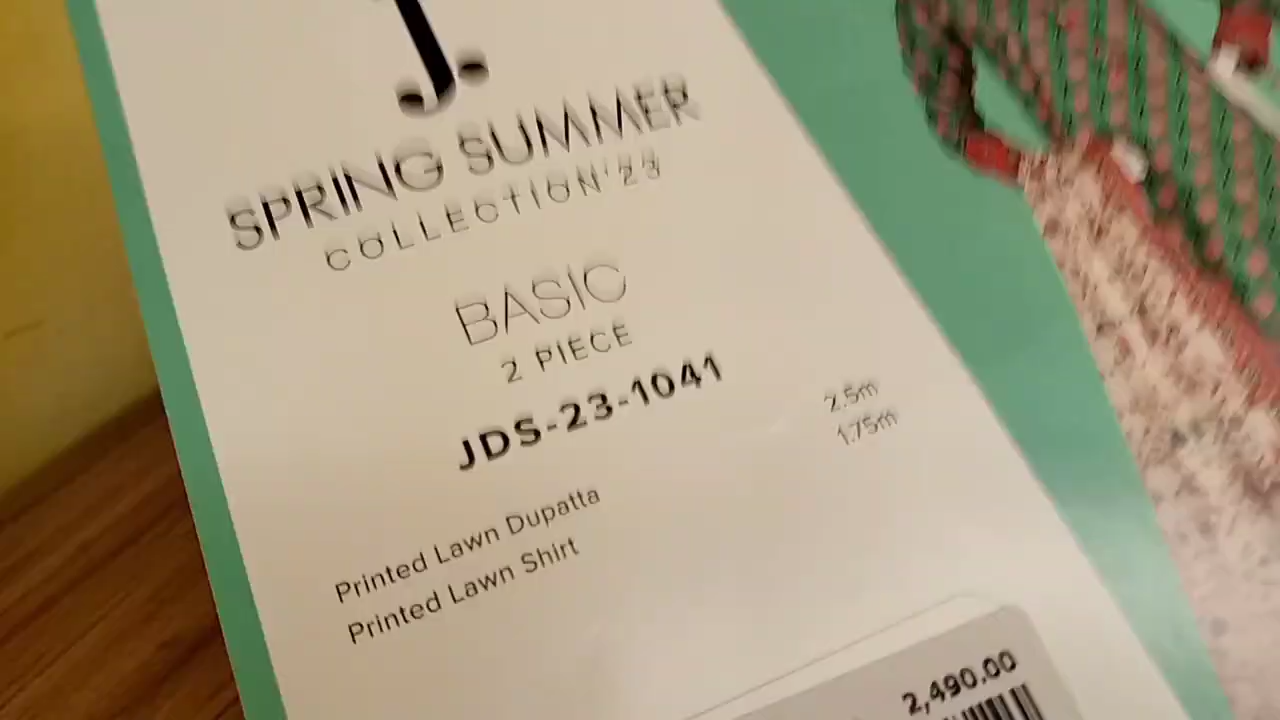 J.
SPRING SUMMER
COLLECTION'23
BASIC
2 PIECE
JDS-23-1041
Printed Lawn Dupatta 2.5m
Printed Lawn Shirt 1.75m
2,490.00